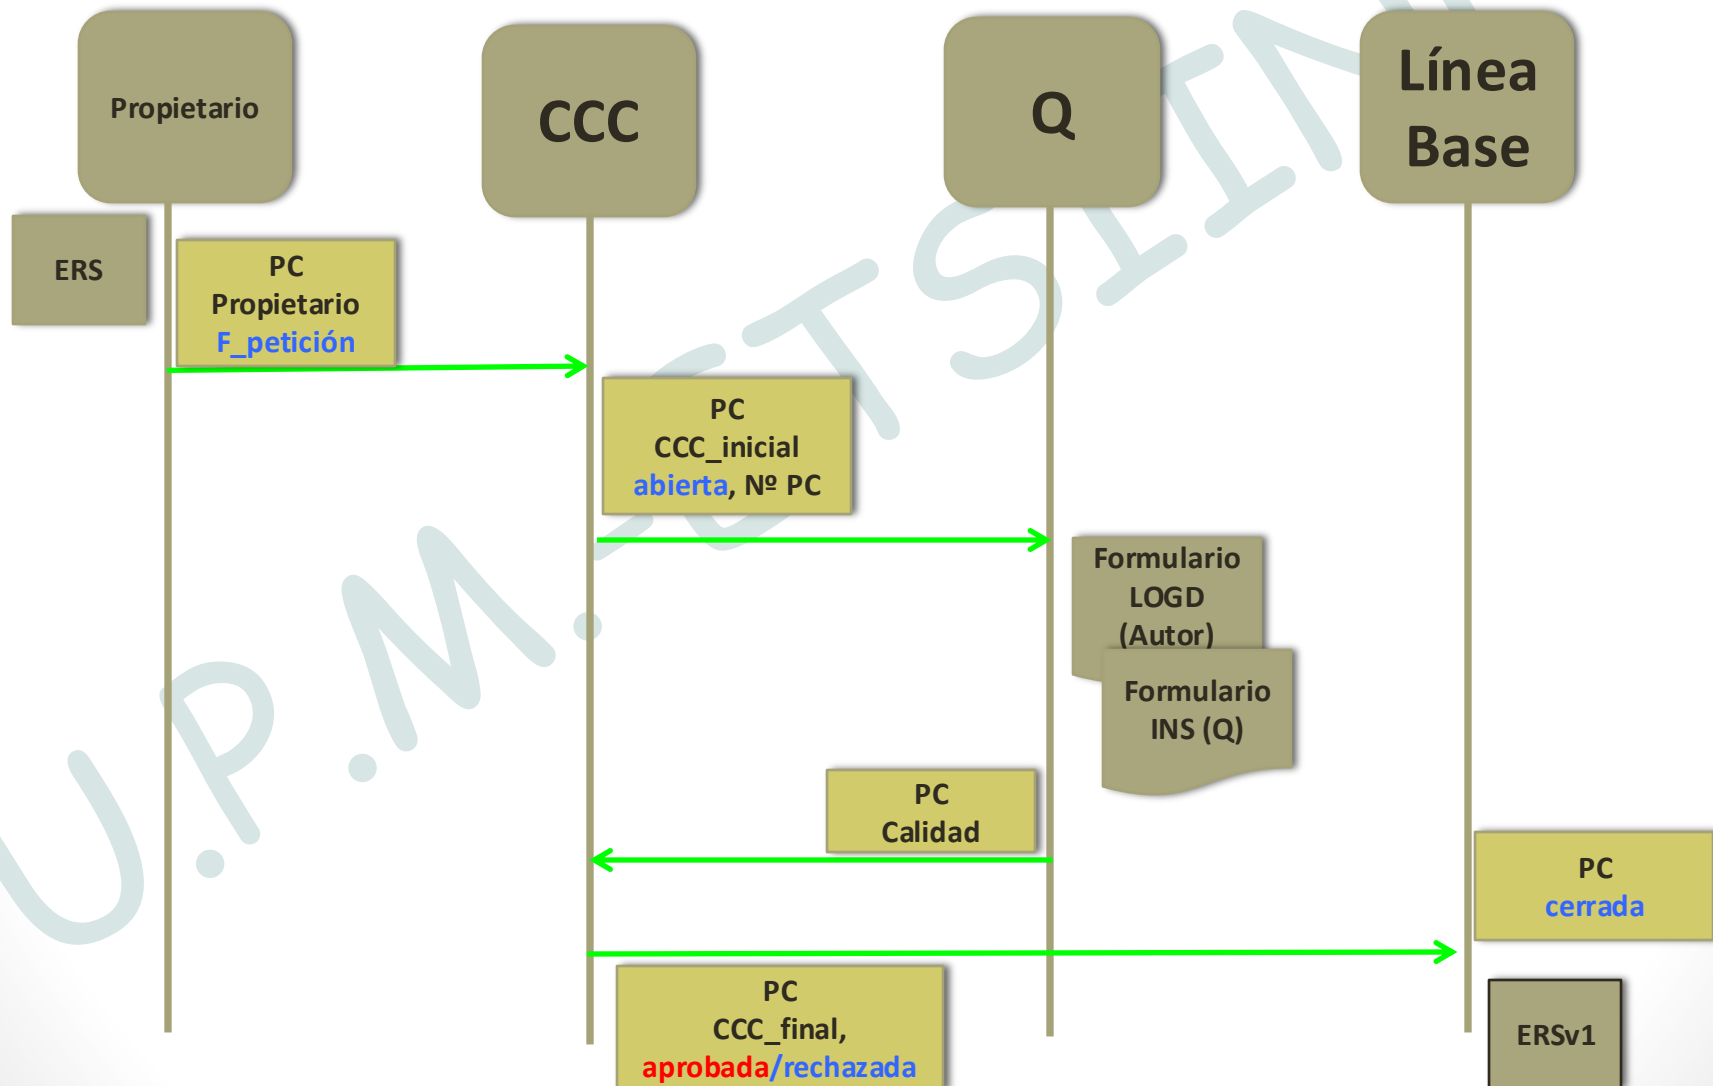 Propietario
CCC
Q
Línea
Base
ERS
PC
Propietario
F_petición
PC
CCC_inicial
abierta, Nº PC
Formulario
LOGD
(Autor)
Formulario
INS (Q)
PC
Calidad
PC
cerrada
PC
CCC_final,
aprobada/rechazada
ERSv1
U.P.M.-ETSIINF